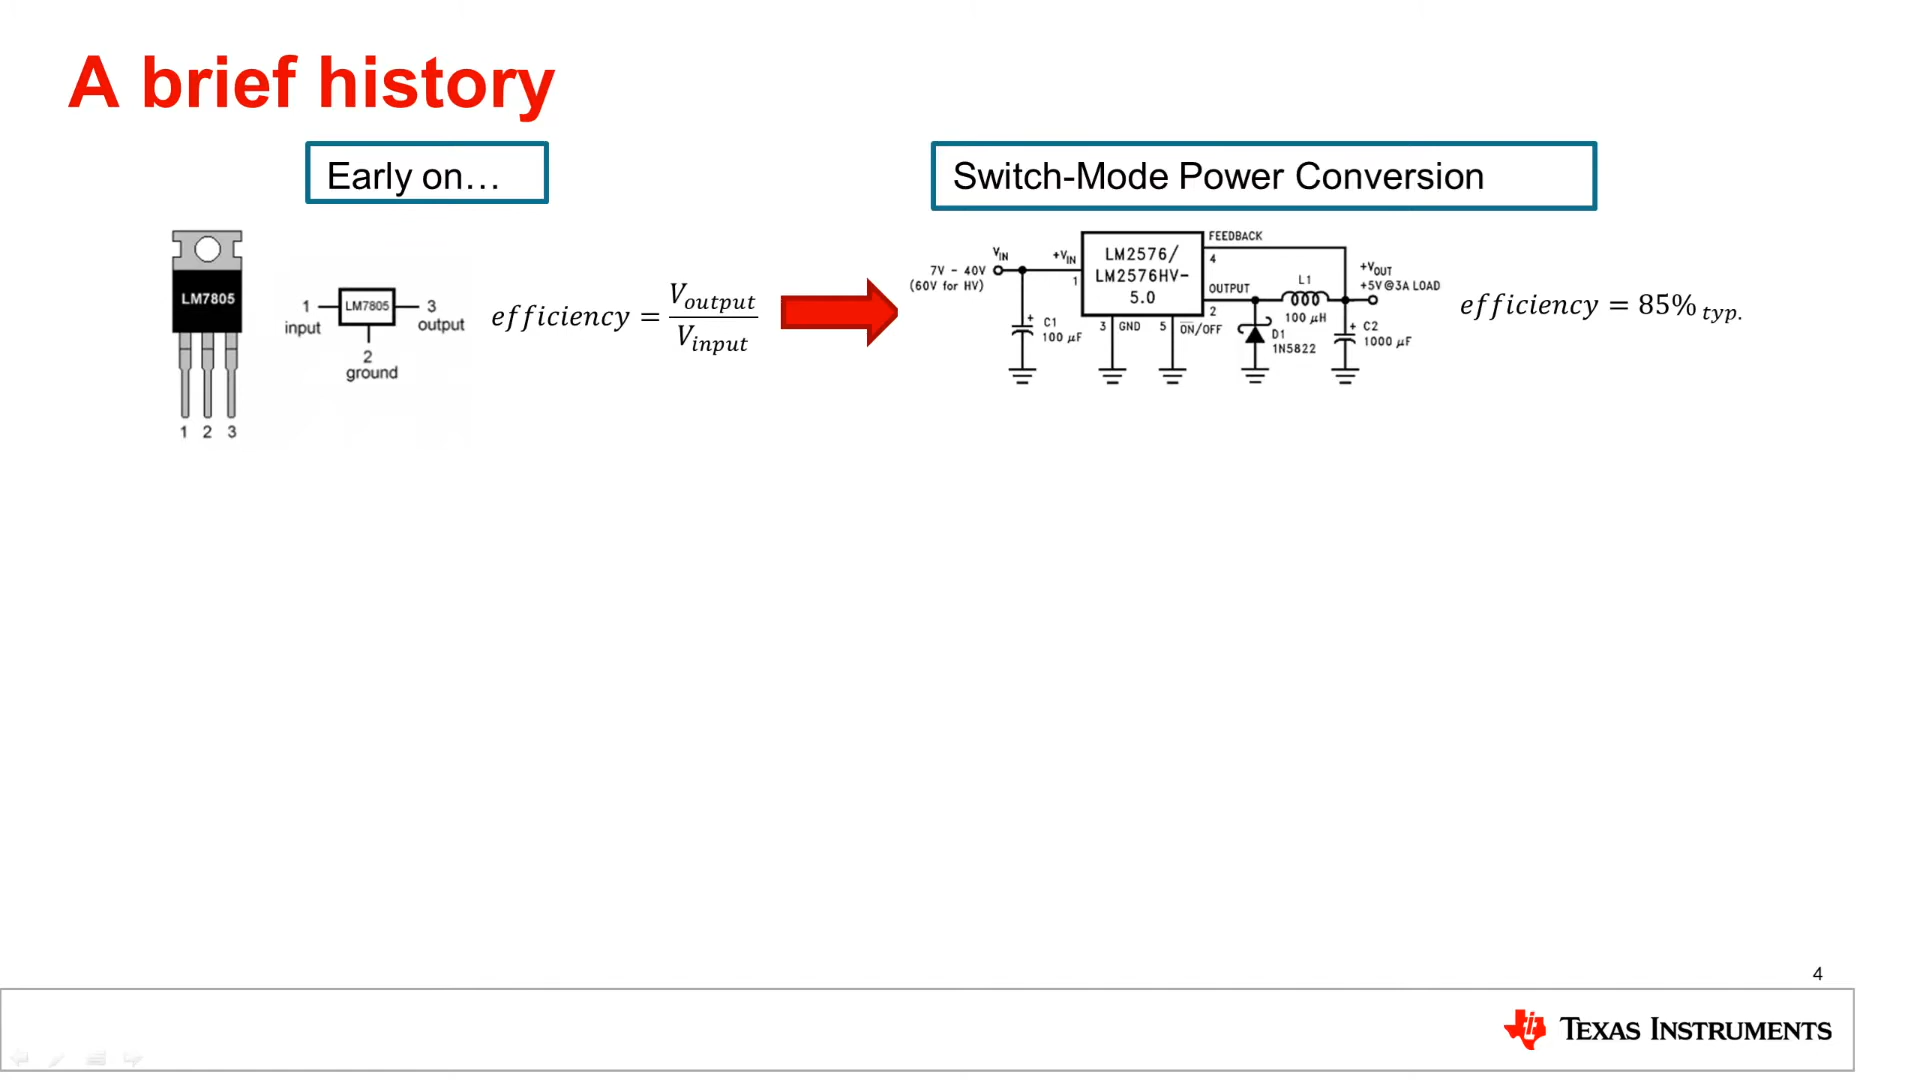 A brief history
Early on…
Switch-Mode Power Conversion
LM7805
1 2 3
1
input
LM7805
3
output
2
ground
efficiency = Voutput / Vinput
VIN
7V - 40V
(60V for HV)
+VIN
1
LM2576/
LM2576HV-
5.0
FEEDBACK
4
OUTPUT
2
L1
100 μH
+VOUT
+5V @ 3A LOAD
+
C1
100 μF
3
GND
5
O̅N̅/OFF
D1
1N5822
+
C2
1000 μF
efficiency = 85% typ.
4
TEXAS INSTRUMENTS